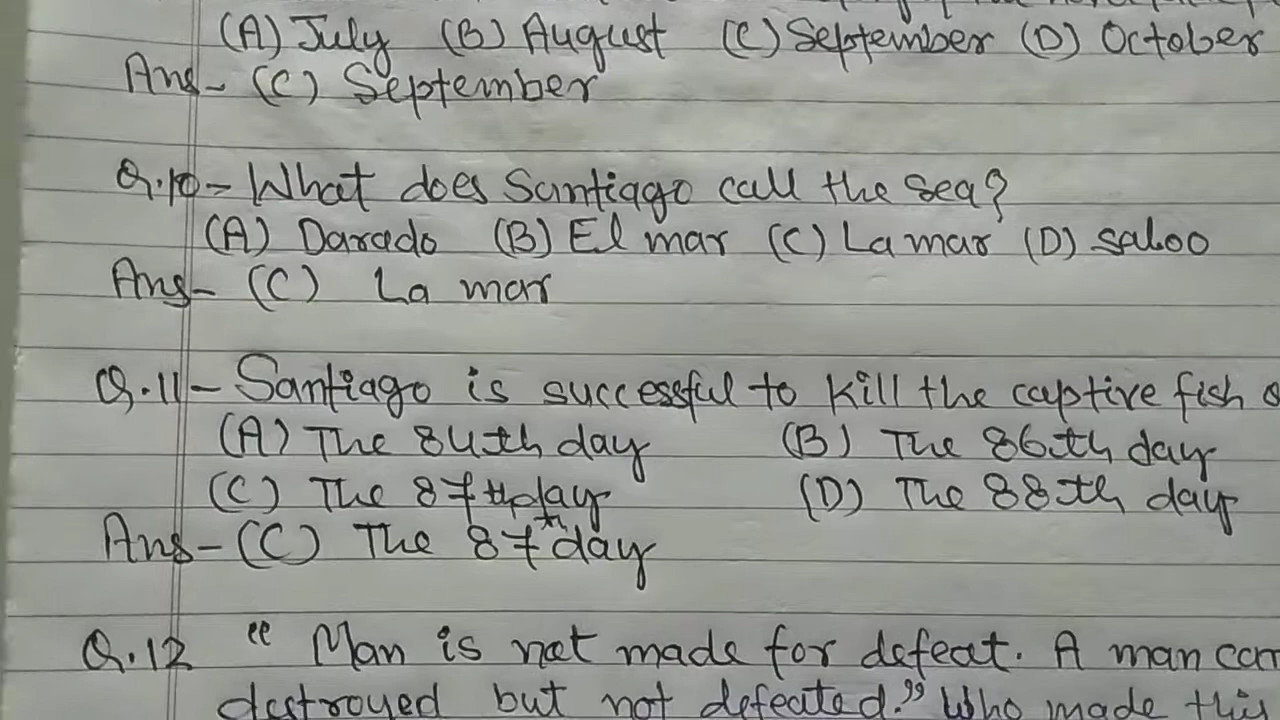 (A) July (B) August (C) September (D) October
Ans- (C) September
Q.10- What does Santiago call the sea?
(A) Darado (B) El mar (C) La mar (D) saloo
Ans- (C) La mar
Q.11- Santiago is successful to kill the captive fish
(A) The 84th day (B) The 86th day
(C) The 87th day (D) The 88th day
Ans- (C) The 87th day
Q.12 "Man is not made for defeat. A man can
destroyed but not defeated." Who made this